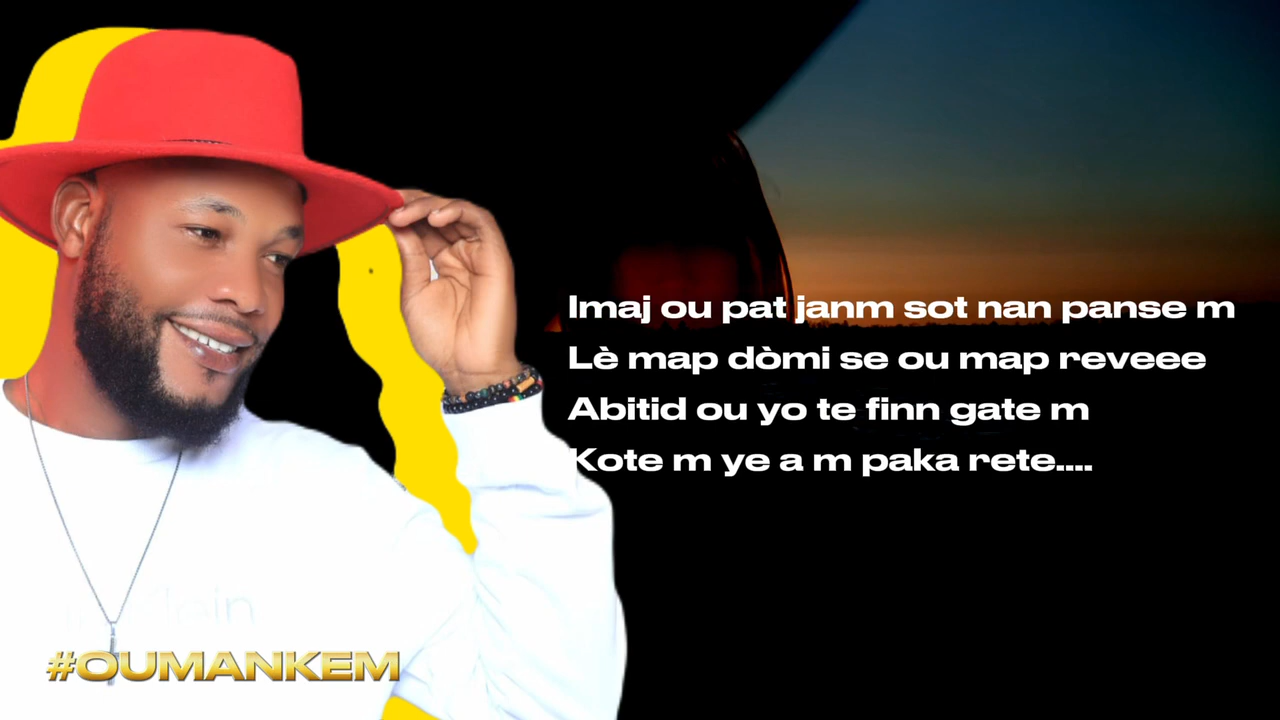 Imaj ou pat janm sot nan panse m
Lè map dòmi se ou map reveee
Abitid ou yo te finn gate m
Kote m ye a m paka rete....
#OUMANKEM